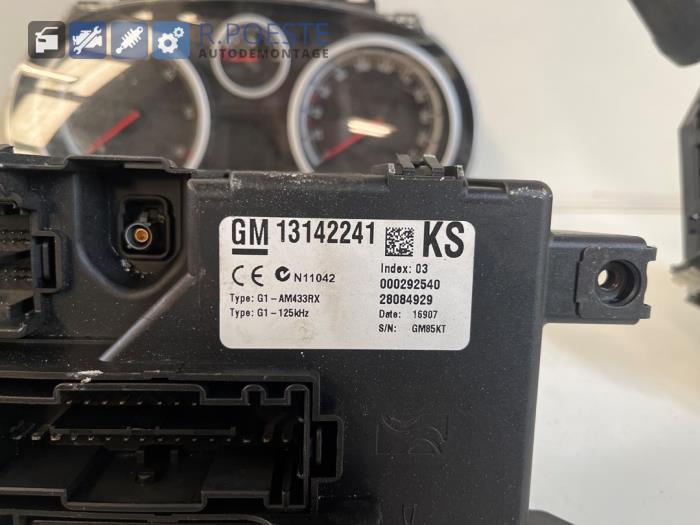 R.POESTE
AUTODEMONTAGE
GM 13142241 KS
N11042
Index: 03
000292540
Type: G1-AM433RX
28084929
Type: G1-125kHz
Date: 16907
S/N: GM85KT